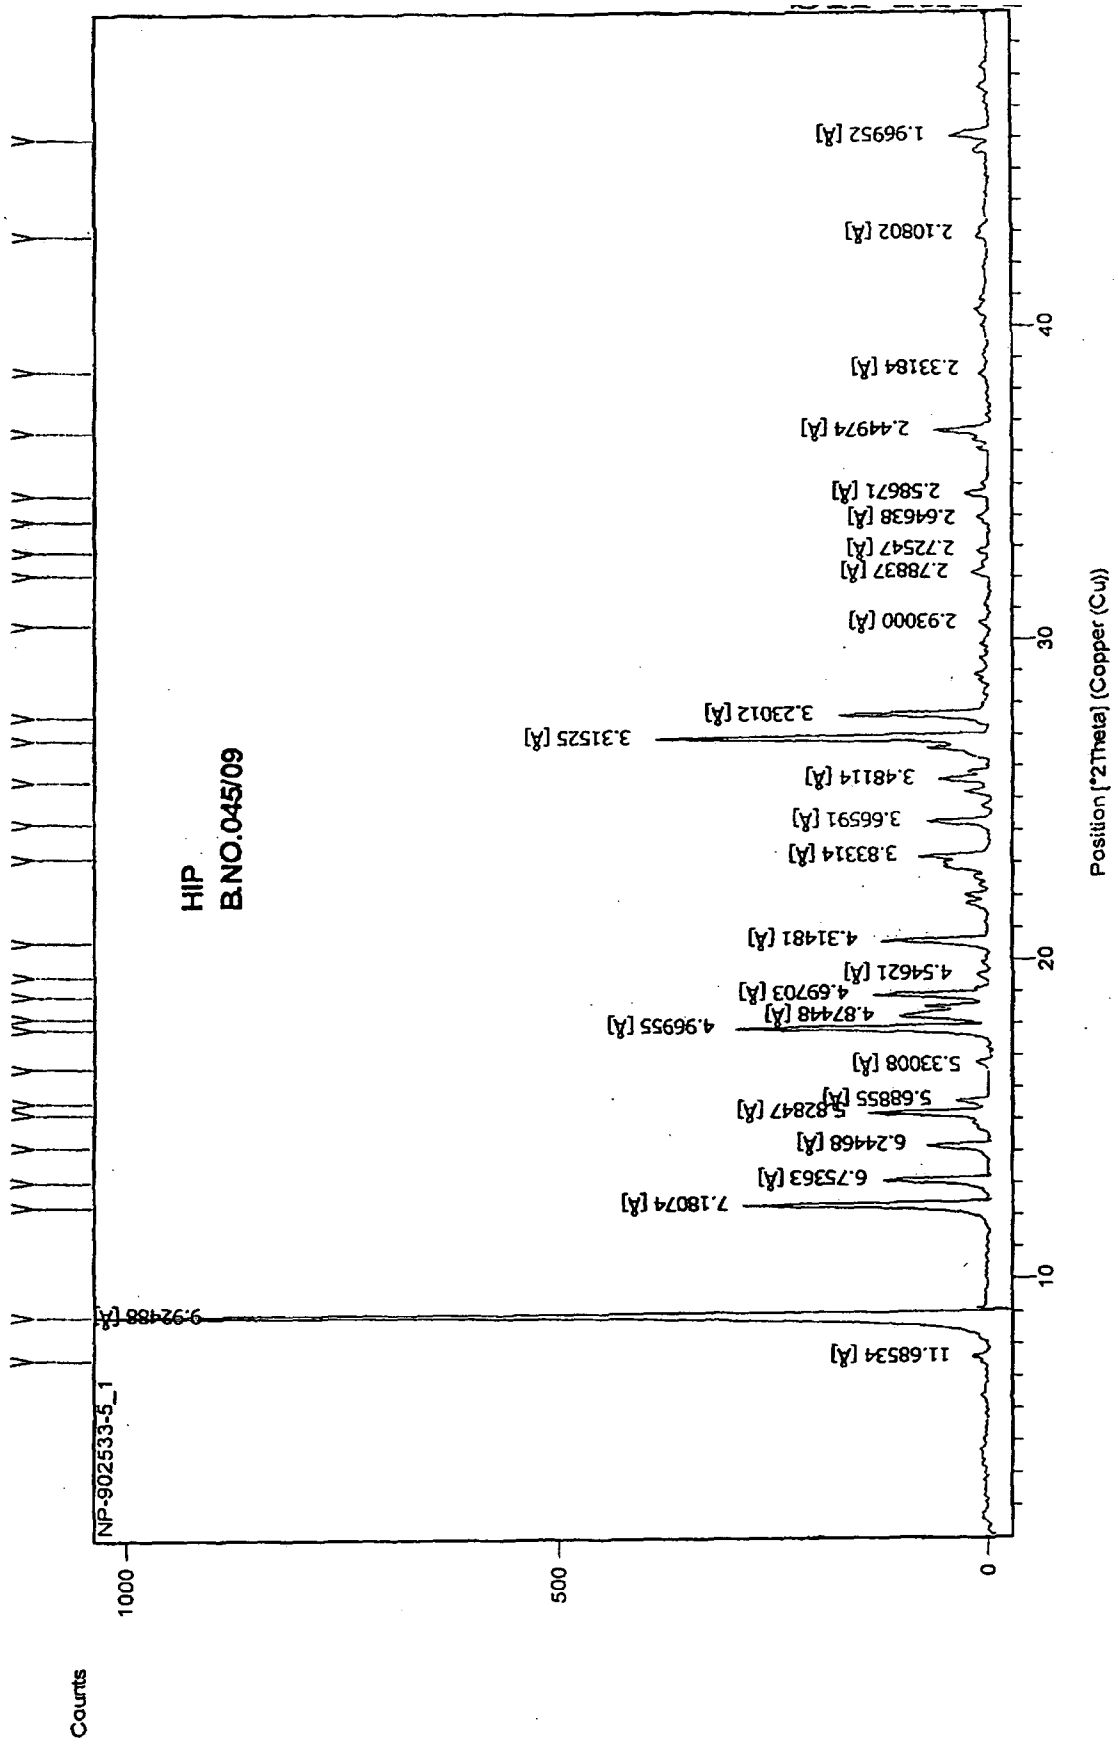 Counts
NP-902533-5_1
HIP
B.NO.045/09
1000
500
0
11.68534 [Å]
9.92488 [Å]
7.18074 [Å]
6.75363 [Å]
6.24468 [Å]
5.82847 [Å]
5.68855 [Å]
5.33008 [Å]
4.96955 [Å]
4.87448 [Å]
4.69703 [Å]
4.54621 [Å]
4.31481 [Å]
3.83314 [Å]
3.66591 [Å]
3.48114 [Å]
3.31525 [Å]
3.23012 [Å]
2.93000 [Å]
2.78837 [Å]
2.72547 [Å]
2.64638 [Å]
2.58671 [Å]
2.44974 [Å]
2.33184 [Å]
2.10802 [Å]
1.96952 [Å]
10
20
30
40
Position [°2Theta] (Copper (Cu))